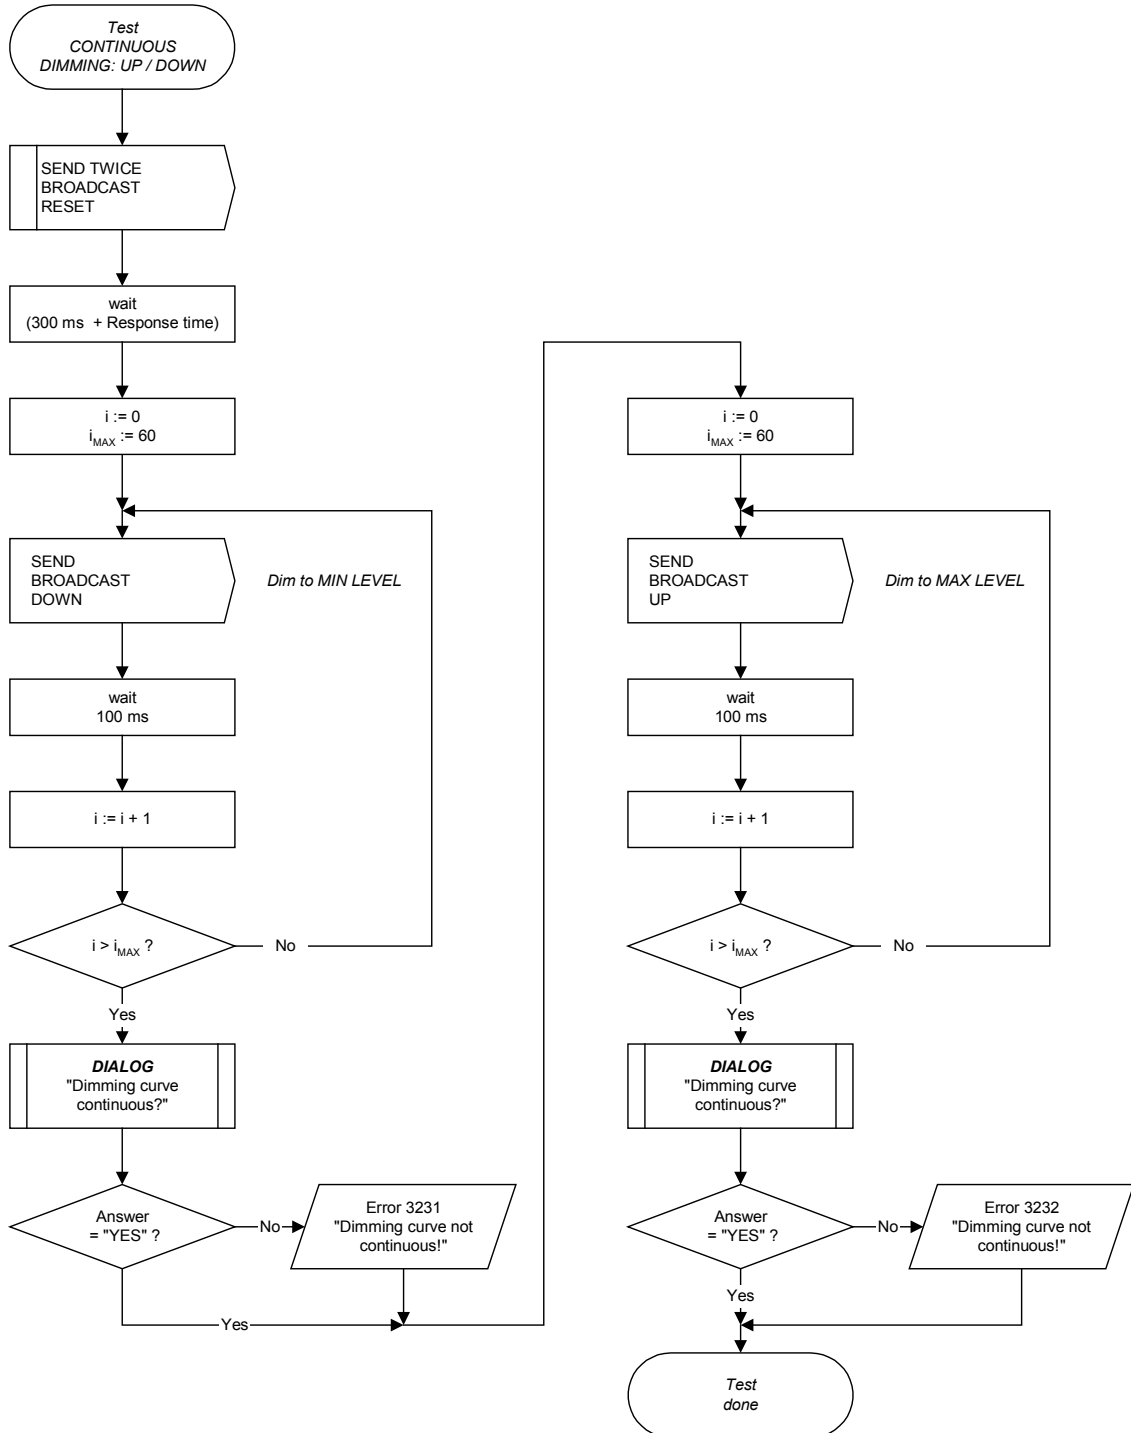 Test
CONTINUOUS
DIMMING: UP / DOWN
SEND TWICE
BROADCAST
RESET
wait
(300 ms + Response time)
i := 0
iMAX := 60
SEND
BROADCAST
DOWN
Dim to MIN LEVEL
wait
100 ms
i := i + 1
i > iMAX ?
No
Yes
DIALOG
"Dimming curve
continuous?"
Answer
= "YES" ?
No
Error 3231
"Dimming curve not
continuous!"
Yes
i := 0
iMAX := 60
SEND
BROADCAST
UP
Dim to MAX LEVEL
wait
100 ms
i := i + 1
i > iMAX ?
No
Yes
DIALOG
"Dimming curve
continuous?"
Answer
= "YES" ?
No
Error 3232
"Dimming curve not
continuous!"
Yes
Test
done